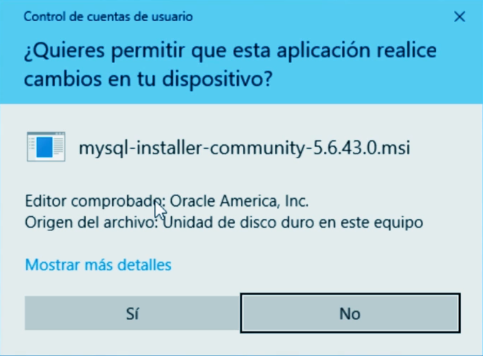 Control de cuentas de usuario
¿Quieres permitir que esta aplicación realice
cambios en tu dispositivo?
mysql-installer-community-5.6.43.0.msi
Editor comprobado: Oracle America, Inc.
Origen del archivo: Unidad de disco duro en este equipo
Mostrar más detalles
Sí
No